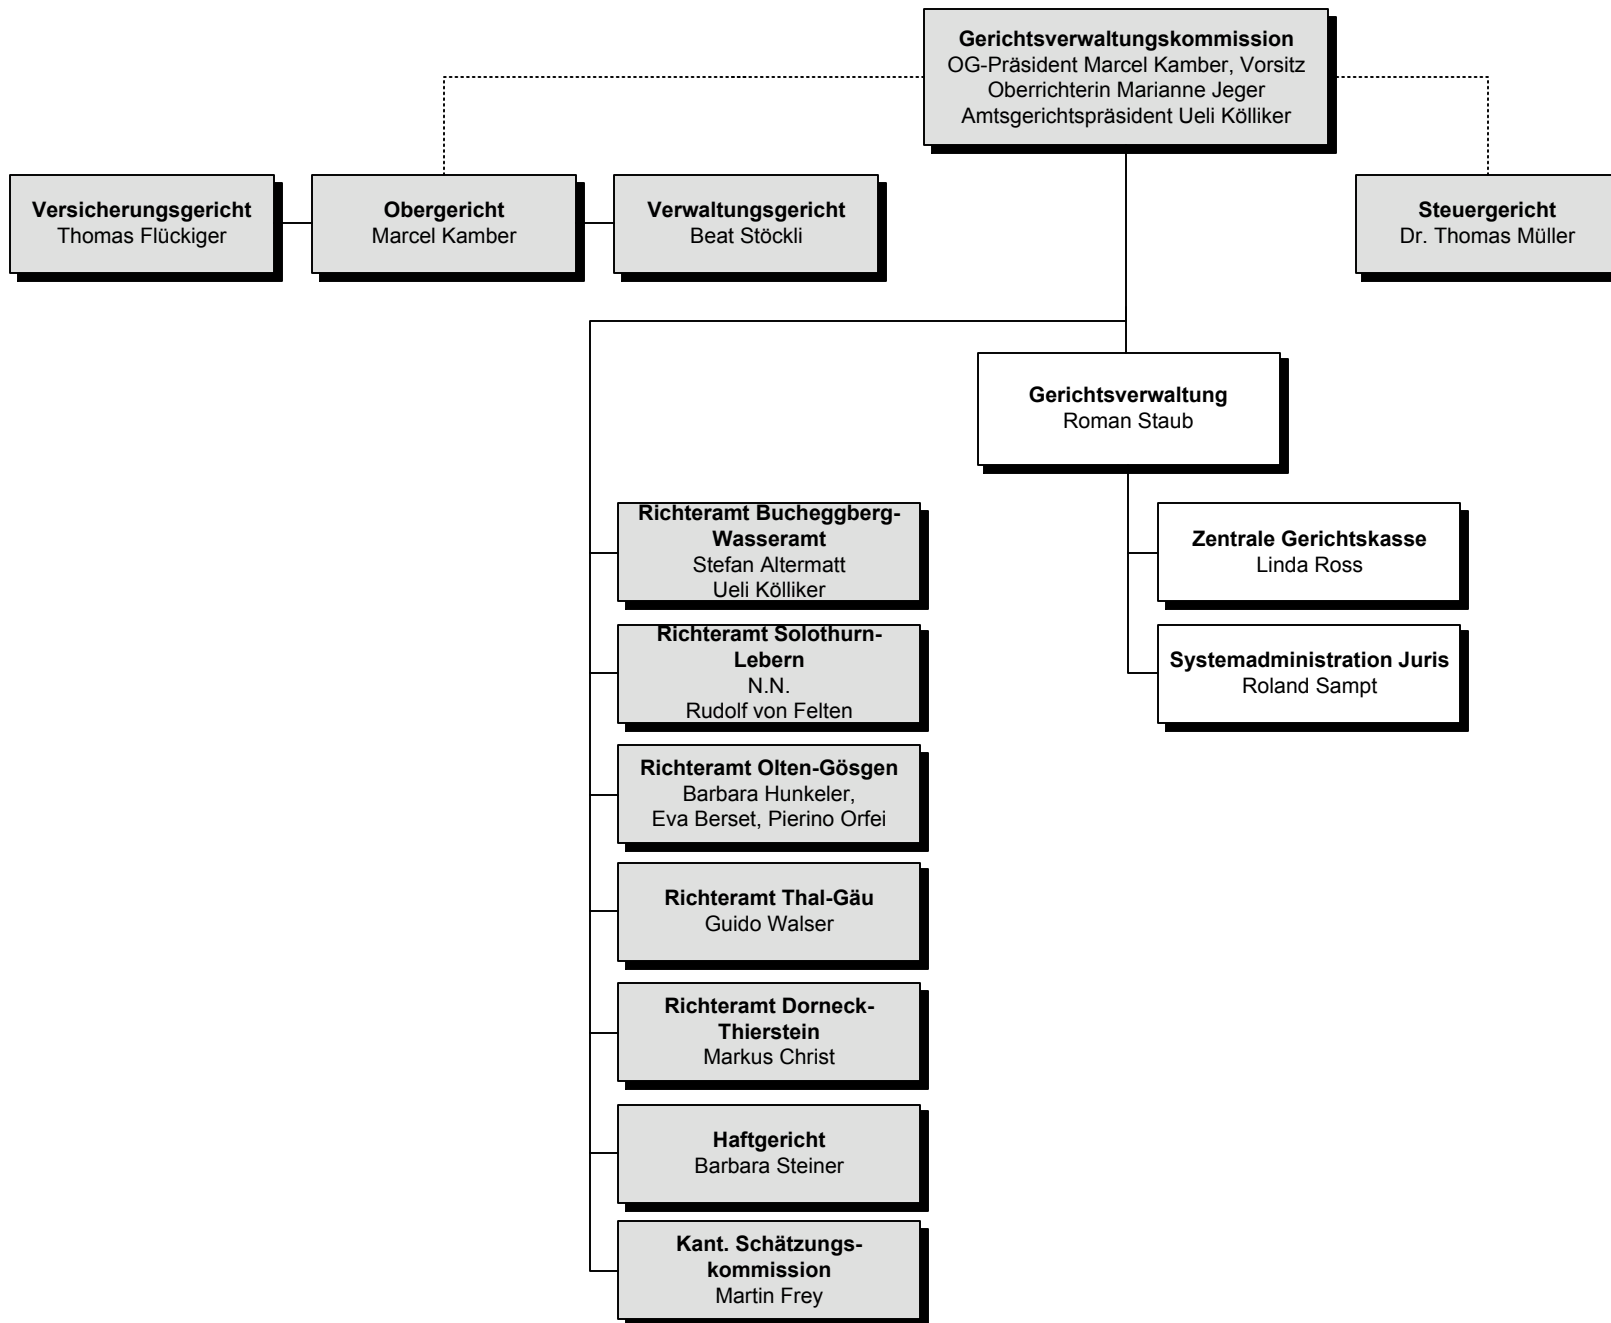 Gerichtsverwaltungskommission
OG-Präsident Marcel Kamber, Vorsitz
Oberrichterin Marianne Jeger
Amtsgerichtspräsident Ueli Kölliker
Versicherungsgericht
Thomas Flückiger
Obergericht
Marcel Kamber
Verwaltungsgericht
Beat Stöckli
Steuergericht
Dr. Thomas Müller
Gerichtsverwaltung
Roman Staub
Richteramt Bucheggberg-
Wasseramt
Stefan Altermatt
Ueli Kölliker
Zentrale Gerichtskasse
Linda Ross
Richteramt Solothurn-
Lebern
N.N.
Rudolf von Felten
Systemadministration Juris
Roland Sampt
Richteramt Olten-Gösgen
Barbara Hunkeler,
Eva Berset, Pierino Orfei
Richteramt Thal-Gäu
Guido Walser
Richteramt Dorneck-
Thierstein
Markus Christ
Haftgericht
Barbara Steiner
Kant. Schätzungs-
kommission
Martin Frey